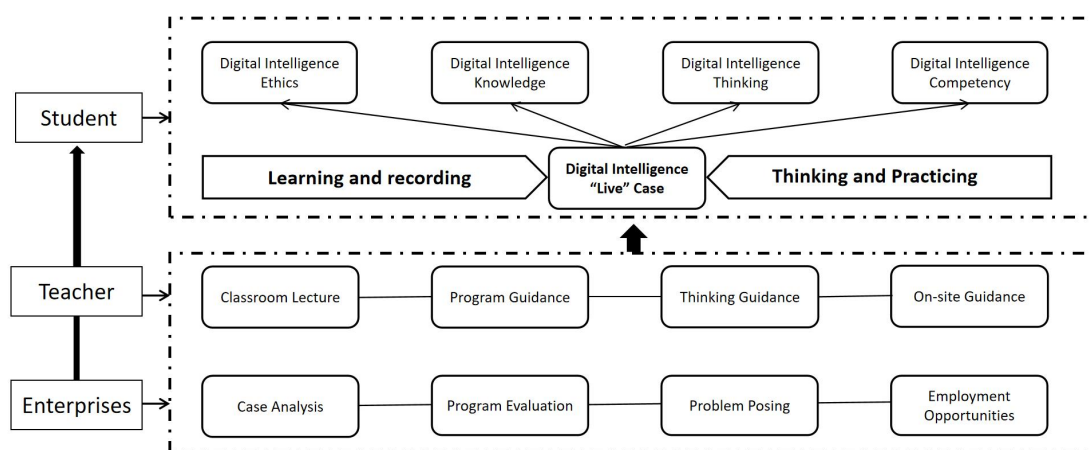 Digital Intelligence
Ethics
Digital Intelligence
Knowledge
Digital Intelligence
Thinking
Digital Intelligence
Competency
Student
Learning and recording
Digital Intelligence
“Live” Case
Thinking and Practicing
Teacher
Classroom Lecture
Program Guidance
Thinking Guidance
On-site Guidance
Enterprises
Case Analysis
Program Evaluation
Problem Posing
Employment
Opportunities